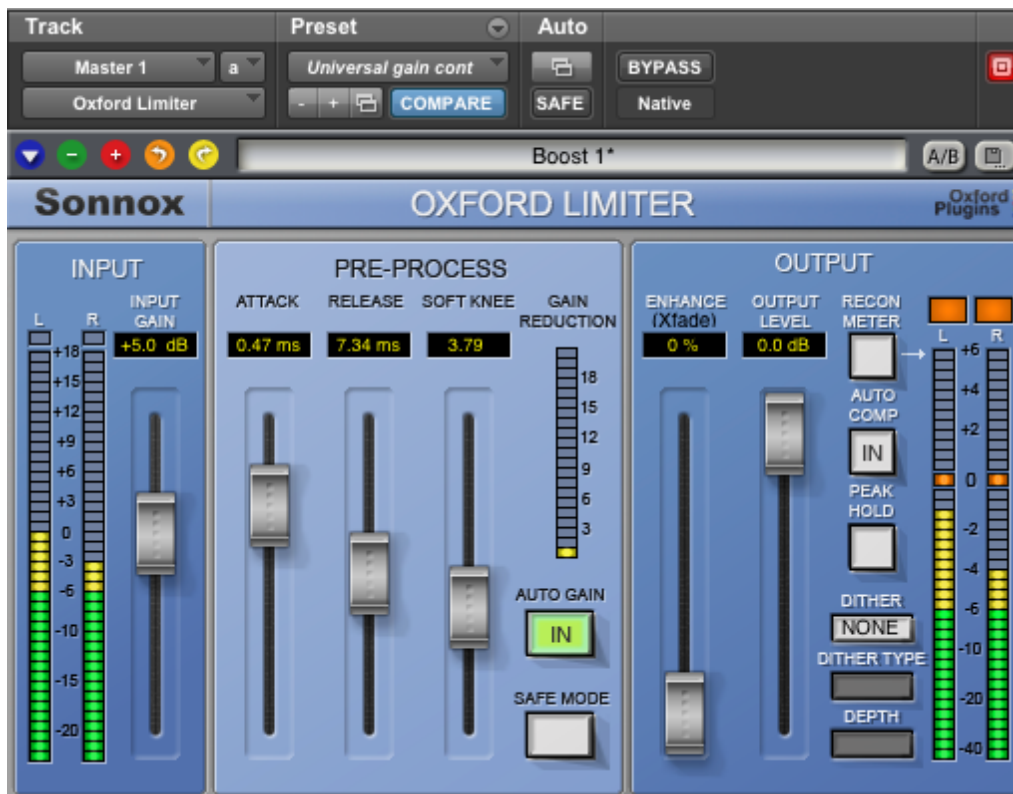 Track Preset Auto
Master 1 a Universal gain cont BYPASS
Oxford Limiter - + COMPARE SAFE Native
- + Boost 1* A/B
Sonnox OXFORD LIMITER Oxford
Plugins
INPUT
INPUT
GAIN
L R
+5.0 dB
+18
+15
+12
+9
+6
+3
0
-3
-6
-10
-15
-20
PRE-PROCESS
ATTACK RELEASE SOFT KNEE GAIN
REDUCTION
0.47 ms 7.34 ms 3.79
18
15
12
9
6
3
AUTO GAIN
IN
SAFE MODE
OUTPUT
ENHANCE OUTPUT RECON
(Xfade) LEVEL METER
0 % 0.0 dB
AUTO
COMP
IN
PEAK
HOLD
DITHER
NONE
DITHER TYPE
DEPTH
L R
+6
+4
+2
0
-2
-4
-6
-10
-20
-40